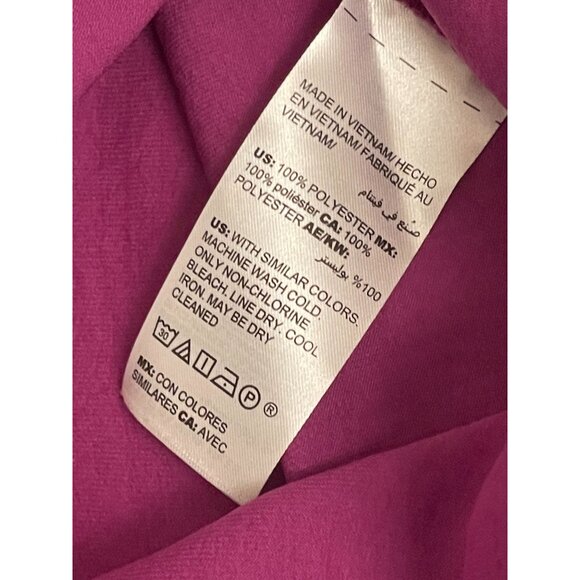 MADE IN VIETNAM/ HECHO
EN VIETNAM/ FABRIQUÉ AU
VIETNAM/
صنع في فيتنام
US: 100% POLYESTER MX:
100% poliéster CA: 100%
POLYESTER AE/KW:
100% بوليستر
US: WITH SIMILAR COLORS.
MACHINE WASH COLD.
ONLY NON-CHLORINE
BLEACH. LINE DRY. COOL
IRON. MAY BE DRY
CLEANED
30 P ®
MX: CON COLORES
SIMILARES CA: AVEC